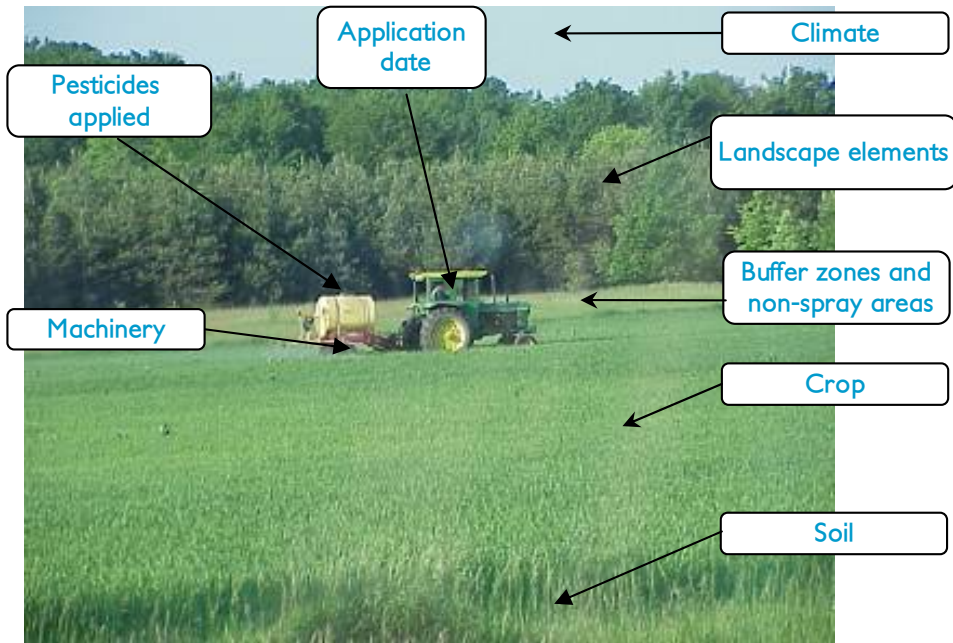 Application
date
Climate
Pesticides
applied
Landscape elements
Buffer zones and
non-spray areas
Machinery
Crop
Soil